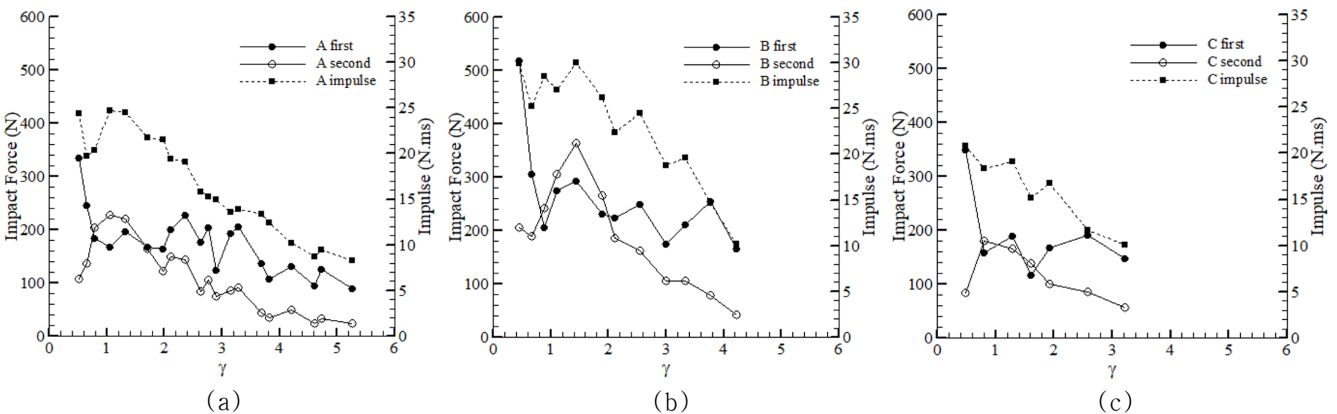 600
500
400
300
200
100
0
Impact Force (N)
35
30
25
20
15
10
5
0
Impulse (N.ms)
A first
A second
A impulse
0 1 2 3 4 5 6
γ
(a)
600
500
400
300
200
100
0
Impact Force (N)
35
30
25
20
15
10
5
0
Impulse (N.ms)
B first
B second
B impulse
0 1 2 3 4 5 6
γ
(b)
600
500
400
300
200
100
0
Impact Force (N)
35
30
25
20
15
10
5
0
Impulse (N.ms)
C first
C second
C impulse
0 1 2 3 4 5 6
γ
(c)